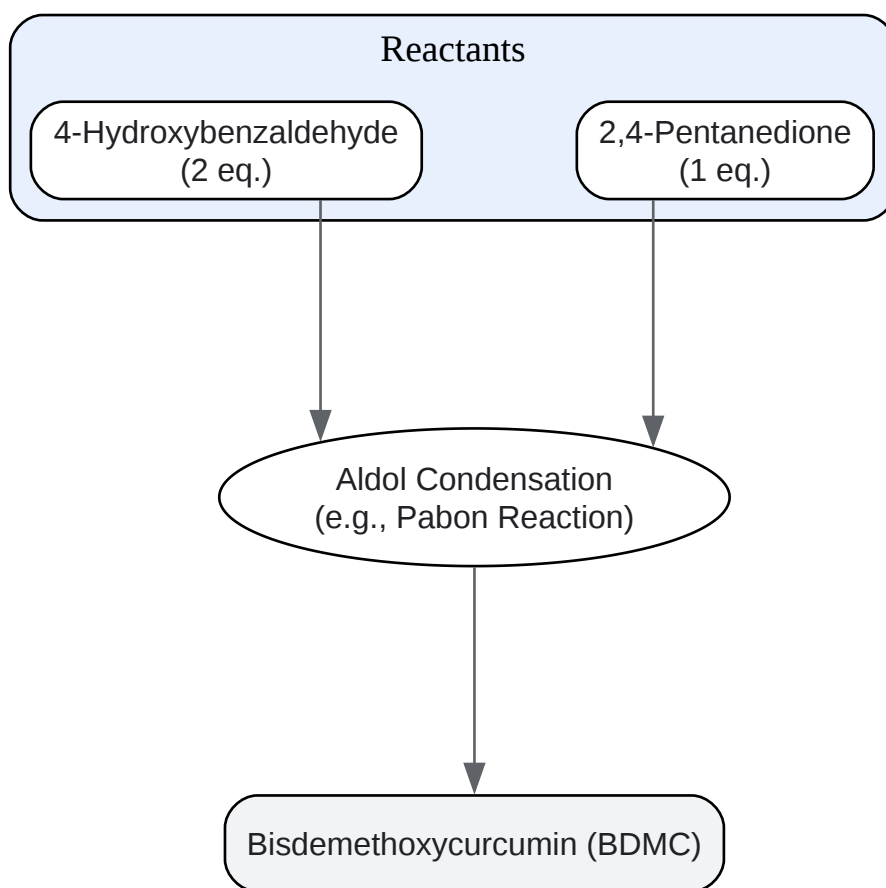 Reactants
4-Hydroxybenzaldehyde
(2 eq.)
2,4-Pentanedione
(1 eq.)
Aldol Condensation
(e.g., Pabon Reaction)
Bisdemethoxycurcumin (BDMC)